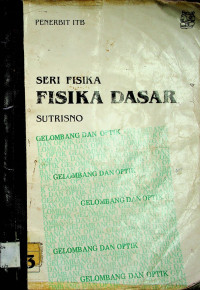 PENERBIT ITB
SERI FISIKA
FISIKA DASAR
SUTRISNO
GELOMBANG DAN OPTIK
GELOMBANG DAN OPTIK
GELOMBANG DAN OPTIK
GELOMBANG DAN OPTIK
GELOMBANG DAN OPTIK
3